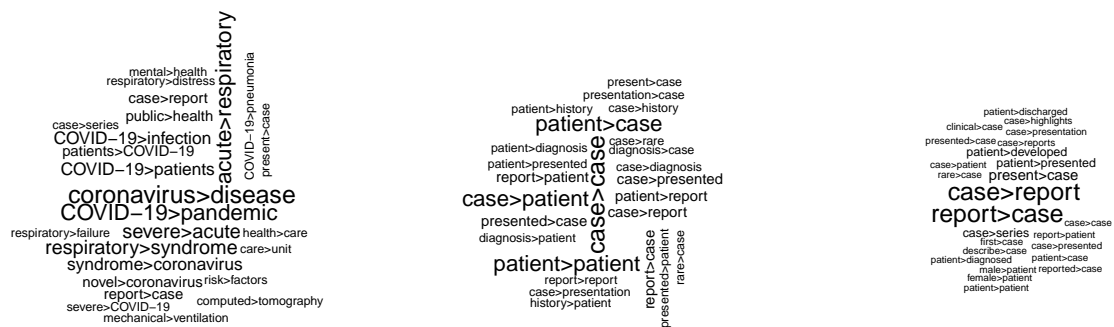 acute>respiratory
mental>health
respiratory>distress
case>report
public>health
case>series
COVID−19>infection
patients>COVID−19
COVID−19>patients
COVID−19>pneumonia
present>case
coronavirus>disease
COVID−19>pandemic
respiratory>failure
severe>acute
health>care
respiratory>syndrome
care>unit
syndrome>coronavirus
novel>coronavirus
risk>factors
report>case
severe>COVID−19
computed>tomography
mechanical>ventilation
present>case
presentation>case
patient>history
case>history
patient>case
case>rare
patient>diagnosis
diagnosis>case
case>case
patient>presented
case>diagnosis
report>patient
case>presented
case>patient
patient>report
case>report
presented>case
diagnosis>patient
patient>patient
report>case
presented>patient
rare>case
report>report
case>presentation
history>patient
patient>discharged
case>highlights
clinical>case
case>presentation
presented>case
case>reports
patient>developed
case>patient
patient>presented
rare>case
present>case
case>report
report>case
case>case
case>series
report>patient
first>case
case>presented
describe>case
patient>case
patient>diagnosed
male>patient
reported>case
female>patient
patient>patient